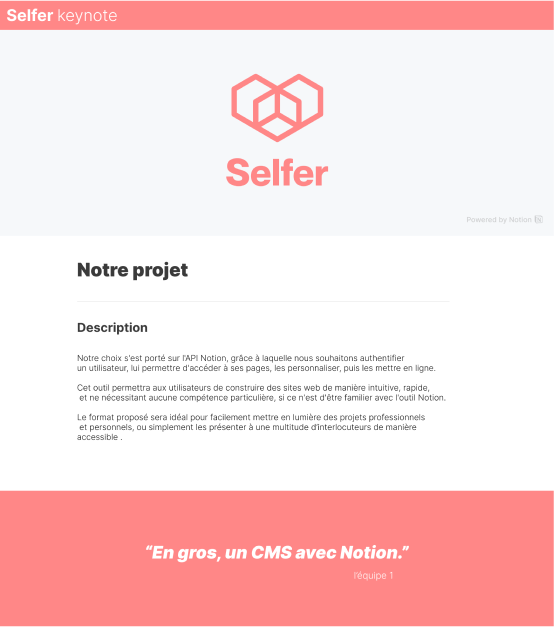 Selfer keynote
Selfer
Powered by Notion
Notre projet
Description
Notre choix s'est porté sur l'API Notion, grâce à laquelle nous souhaitons authentifier
un utilisateur, lui permettre d'accéder à ses pages, les personnaliser, puis les mettre en ligne.
Cet outil permettra aux utilisateurs de construire des sites web de manière intuitive, rapide,
et ne nécessitant aucune compétence particulière, si ce n'est d'être familier avec l'outil Notion.
Le format proposé sera idéal pour facilement mettre en lumière des projets professionnels
et personnels, ou simplement les présenter à une multitude d'interlocuteurs de manière
accessible .
“En gros, un CMS avec Notion.”
l'équipe 1